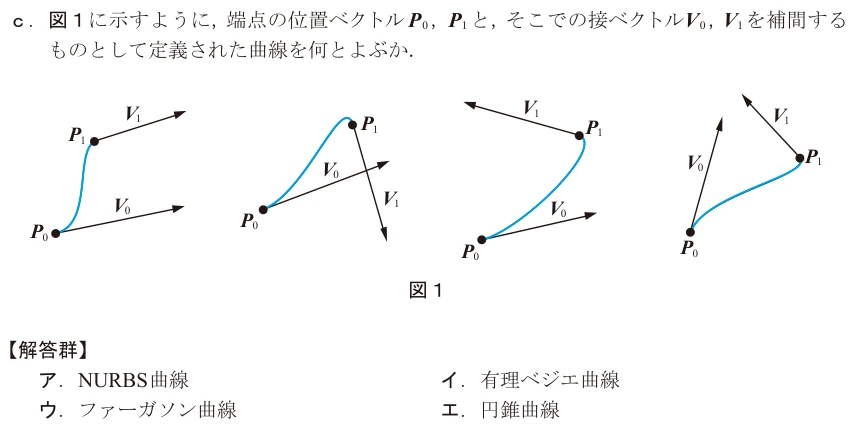 c．図1に示すように，端点の位置ベクトルP0，P1と，そこでの接ベクトルV0，V1を補間する
ものとして定義された曲線を何とよぶか．
V1
P1
V0
P0
P1
V0
V1
P0
V1
P1
V0
P0
V1
V0
P1
P0
図1
【解答群】
ア．NURBS曲線
イ．有理ベジエ曲線
ウ．ファーガソン曲線
エ．円錐曲線